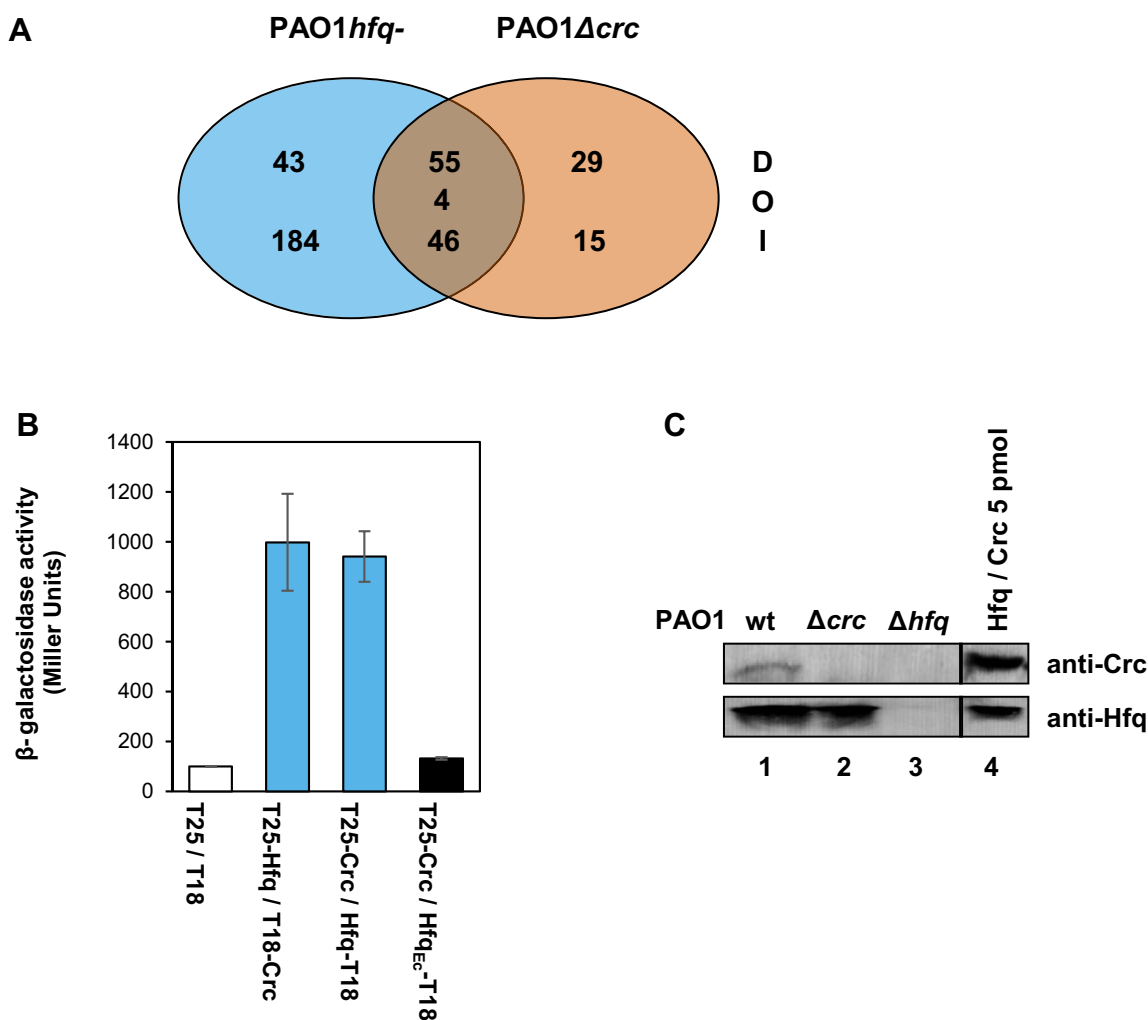 A
PAO1hfq- PAO1Δcrc
43 55 29 D
4 O
184 46 15 I
B
β-galactosidase activity
(Miller Units)
1400
1200
1000
800
600
400
200
0
T25 / T18
T25-Hfq / T18-Crc
T25-Crc / Hfq-T18
T25-Crc / HfqEc-T18
C
Hfq / Crc 5 pmol
PAO1 wt Δcrc Δhfq
anti-Crc
anti-Hfq
1 2 3 4